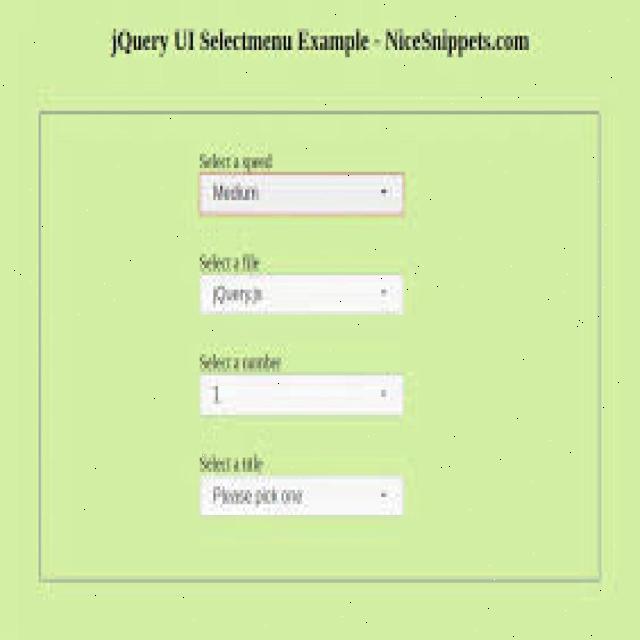 jQuery UI Selectmenu Example - NiceSnippets.com
Select a speed
Medium
Select a file
jQuery.js
Select a number
1
Select a title
Please pick one